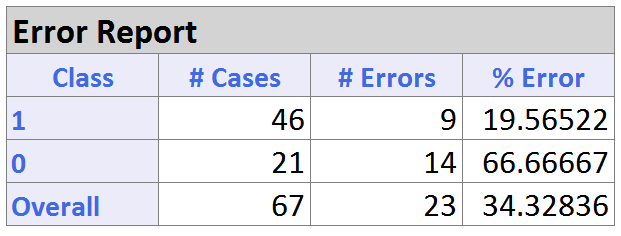 Error Report
Class # Cases # Errors % Error
1 46 9 19.56522
0 21 14 66.66667
Overall 67 23 34.32836